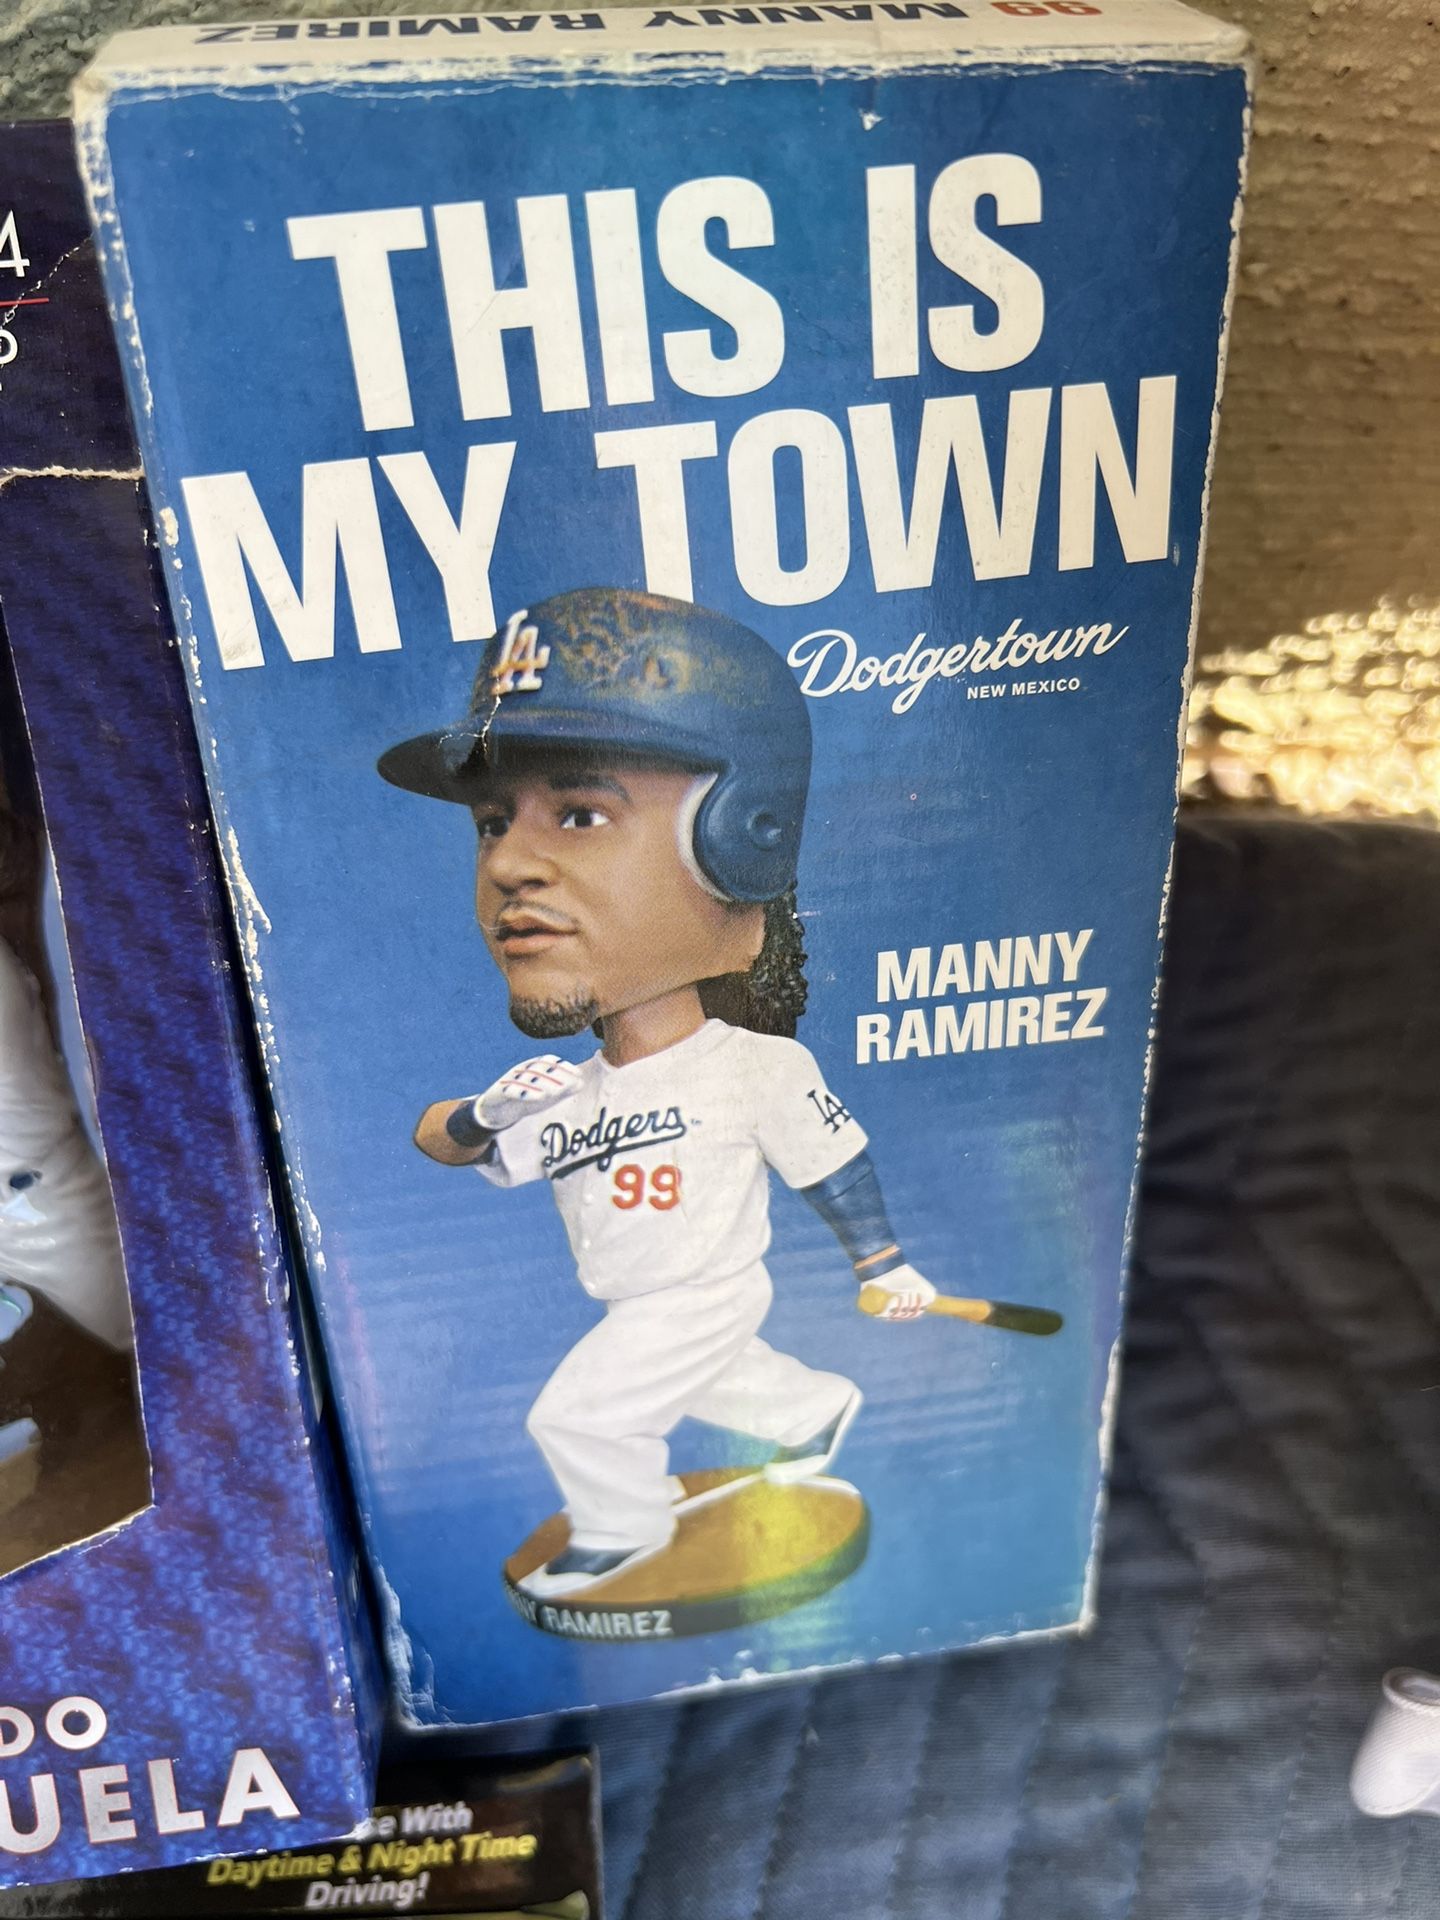 99 MANNY RAMIREZ
THIS IS
MY TOWN
Dodgertown
NEW MEXICO
LA
MANNY
RAMIREZ
LA
Dodgers
99
RAMIREZ
4
DO
UELA
With
Daytime & Night Time
Driving!